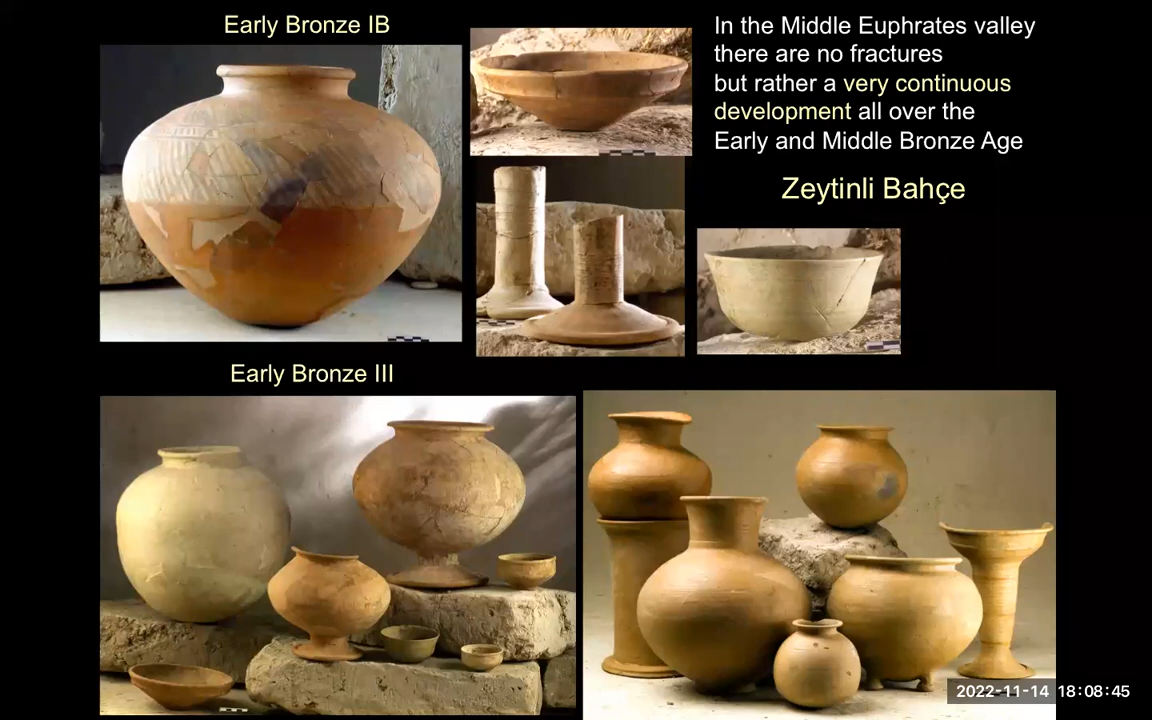 Early Bronze IB
In the Middle Euphrates valley
there are no fractures
but rather a very continuous
development all over the
Early and Middle Bronze Age
Zeytinli Bahçe
Early Bronze III
2022-11-14 18:08:45